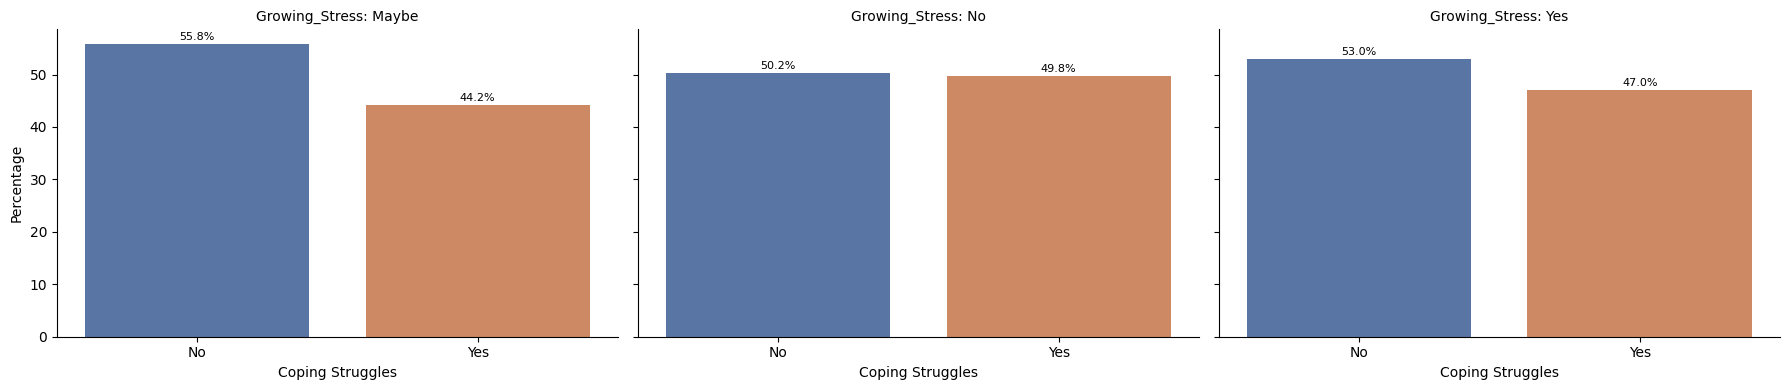 Growing_Stress: Maybe
Growing_Stress: No
Growing_Stress: Yes
55.8%
44.2%
50.2%
49.8%
53.0%
47.0%
Percentage
50
40
30
20
10
0
No
Yes
No
Yes
No
Yes
Coping Struggles
Coping Struggles
Coping Struggles